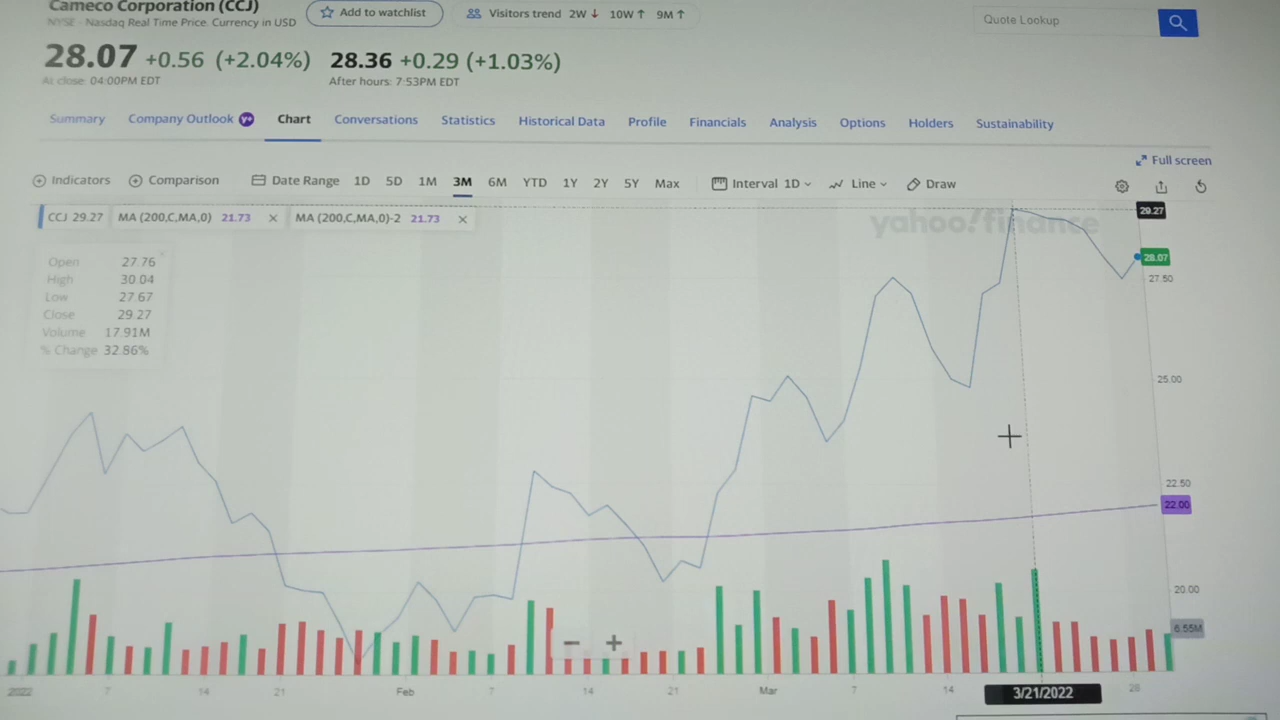 Cameco Corporation (CCJ)
NYSE - Nasdaq Real Time Price. Currency in USD
Add to watchlist
Visitors trend 2W↓ 10W↑ 9M↑
Quote Lookup
28.07 +0.56 (+2.04%)
At close: 04:00PM EDT
28.36 +0.29 (+1.03%)
After hours: 7:53PM EDT
Summary Company Outlook Y+ Chart Conversations Statistics Historical Data Profile Financials Analysis Options Holders Sustainability
Full screen
Indicators Comparison Date Range 1D 5D 1M 3M 6M YTD 1Y 2Y 5Y Max Interval 1D Line Draw
CCJ 29.27 MA (200,C,MA,0) 21.73 × MA (200,C,MA,0)-2 21.73 ×
yahoo!finance
29.27
Open 27.76
High 30.04
Low 27.67
Close 29.27
Volume 17.91M
% Change 32.86%
28.07
27.50
25.00
22.50
22.00
20.00
6.55M
− +
2022 7 14 21 Feb 7 14 21 Mar 7 14 3/21/2022 28